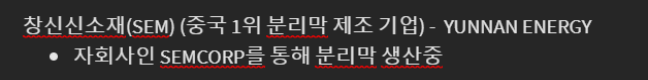 창신신소재(SEM) (중국 1위 분리막 제조 기업) - YUNNAN ENERGY
• 자회사인 SEMCORP를 통해 분리막 생산중